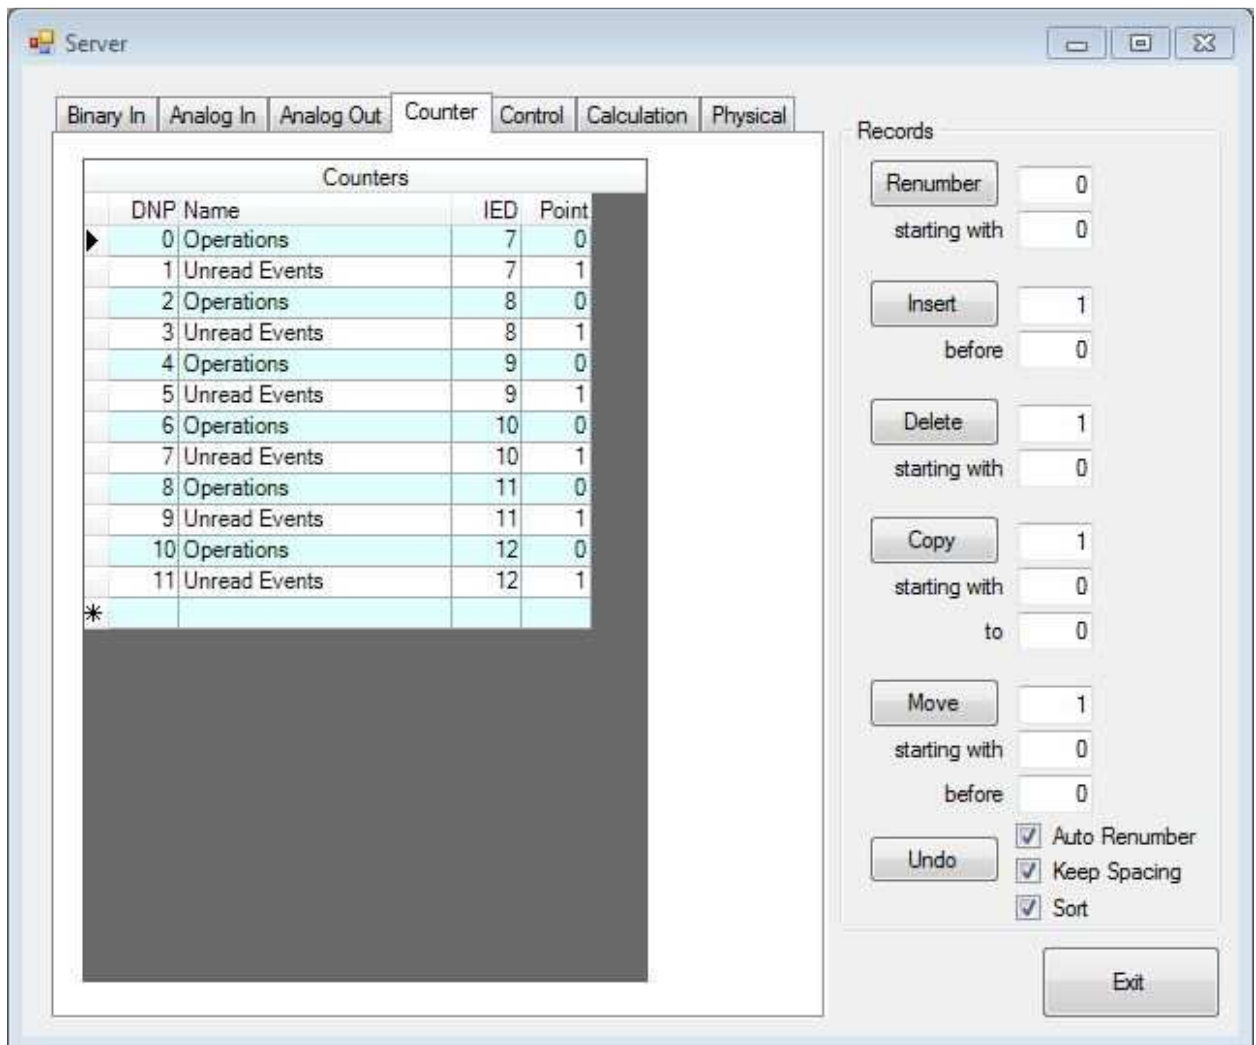 Server
Binary In Analog In Analog Out Counter Control Calculation Physical
Counters
DNP Name IED Point
0 Operations 7 0
1 Unread Events 7 1
2 Operations 8 0
3 Unread Events 8 1
4 Operations 9 0
5 Unread Events 9 1
6 Operations 10 0
7 Unread Events 10 1
8 Operations 11 0
9 Unread Events 11 1
10 Operations 12 0
11 Unread Events 12 1
*
Records
Renumber 0
starting with 0
Insert 1
before 0
Delete 1
starting with 0
Copy 1
starting with 0
to 0
Move 1
starting with 0
before 0
Undo
Auto Renumber
Keep Spacing
Sort
Exit